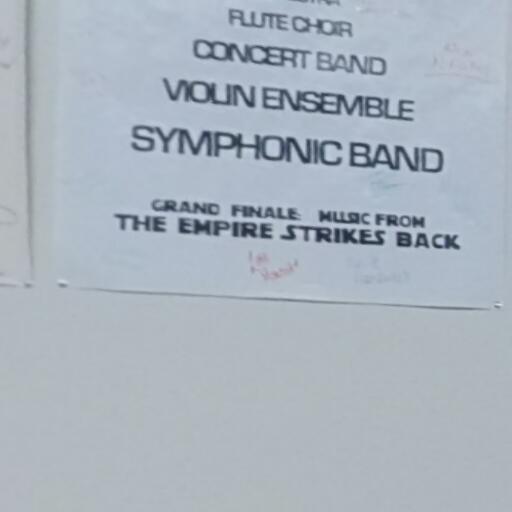 FLUTE CHOIR
CONCERT BAND
VIOLIN ENSEMBLE
SYMPHONIC BAND
GRAND FINALE: MUSIC FROM
THE EMPIRE STRIKES BACK